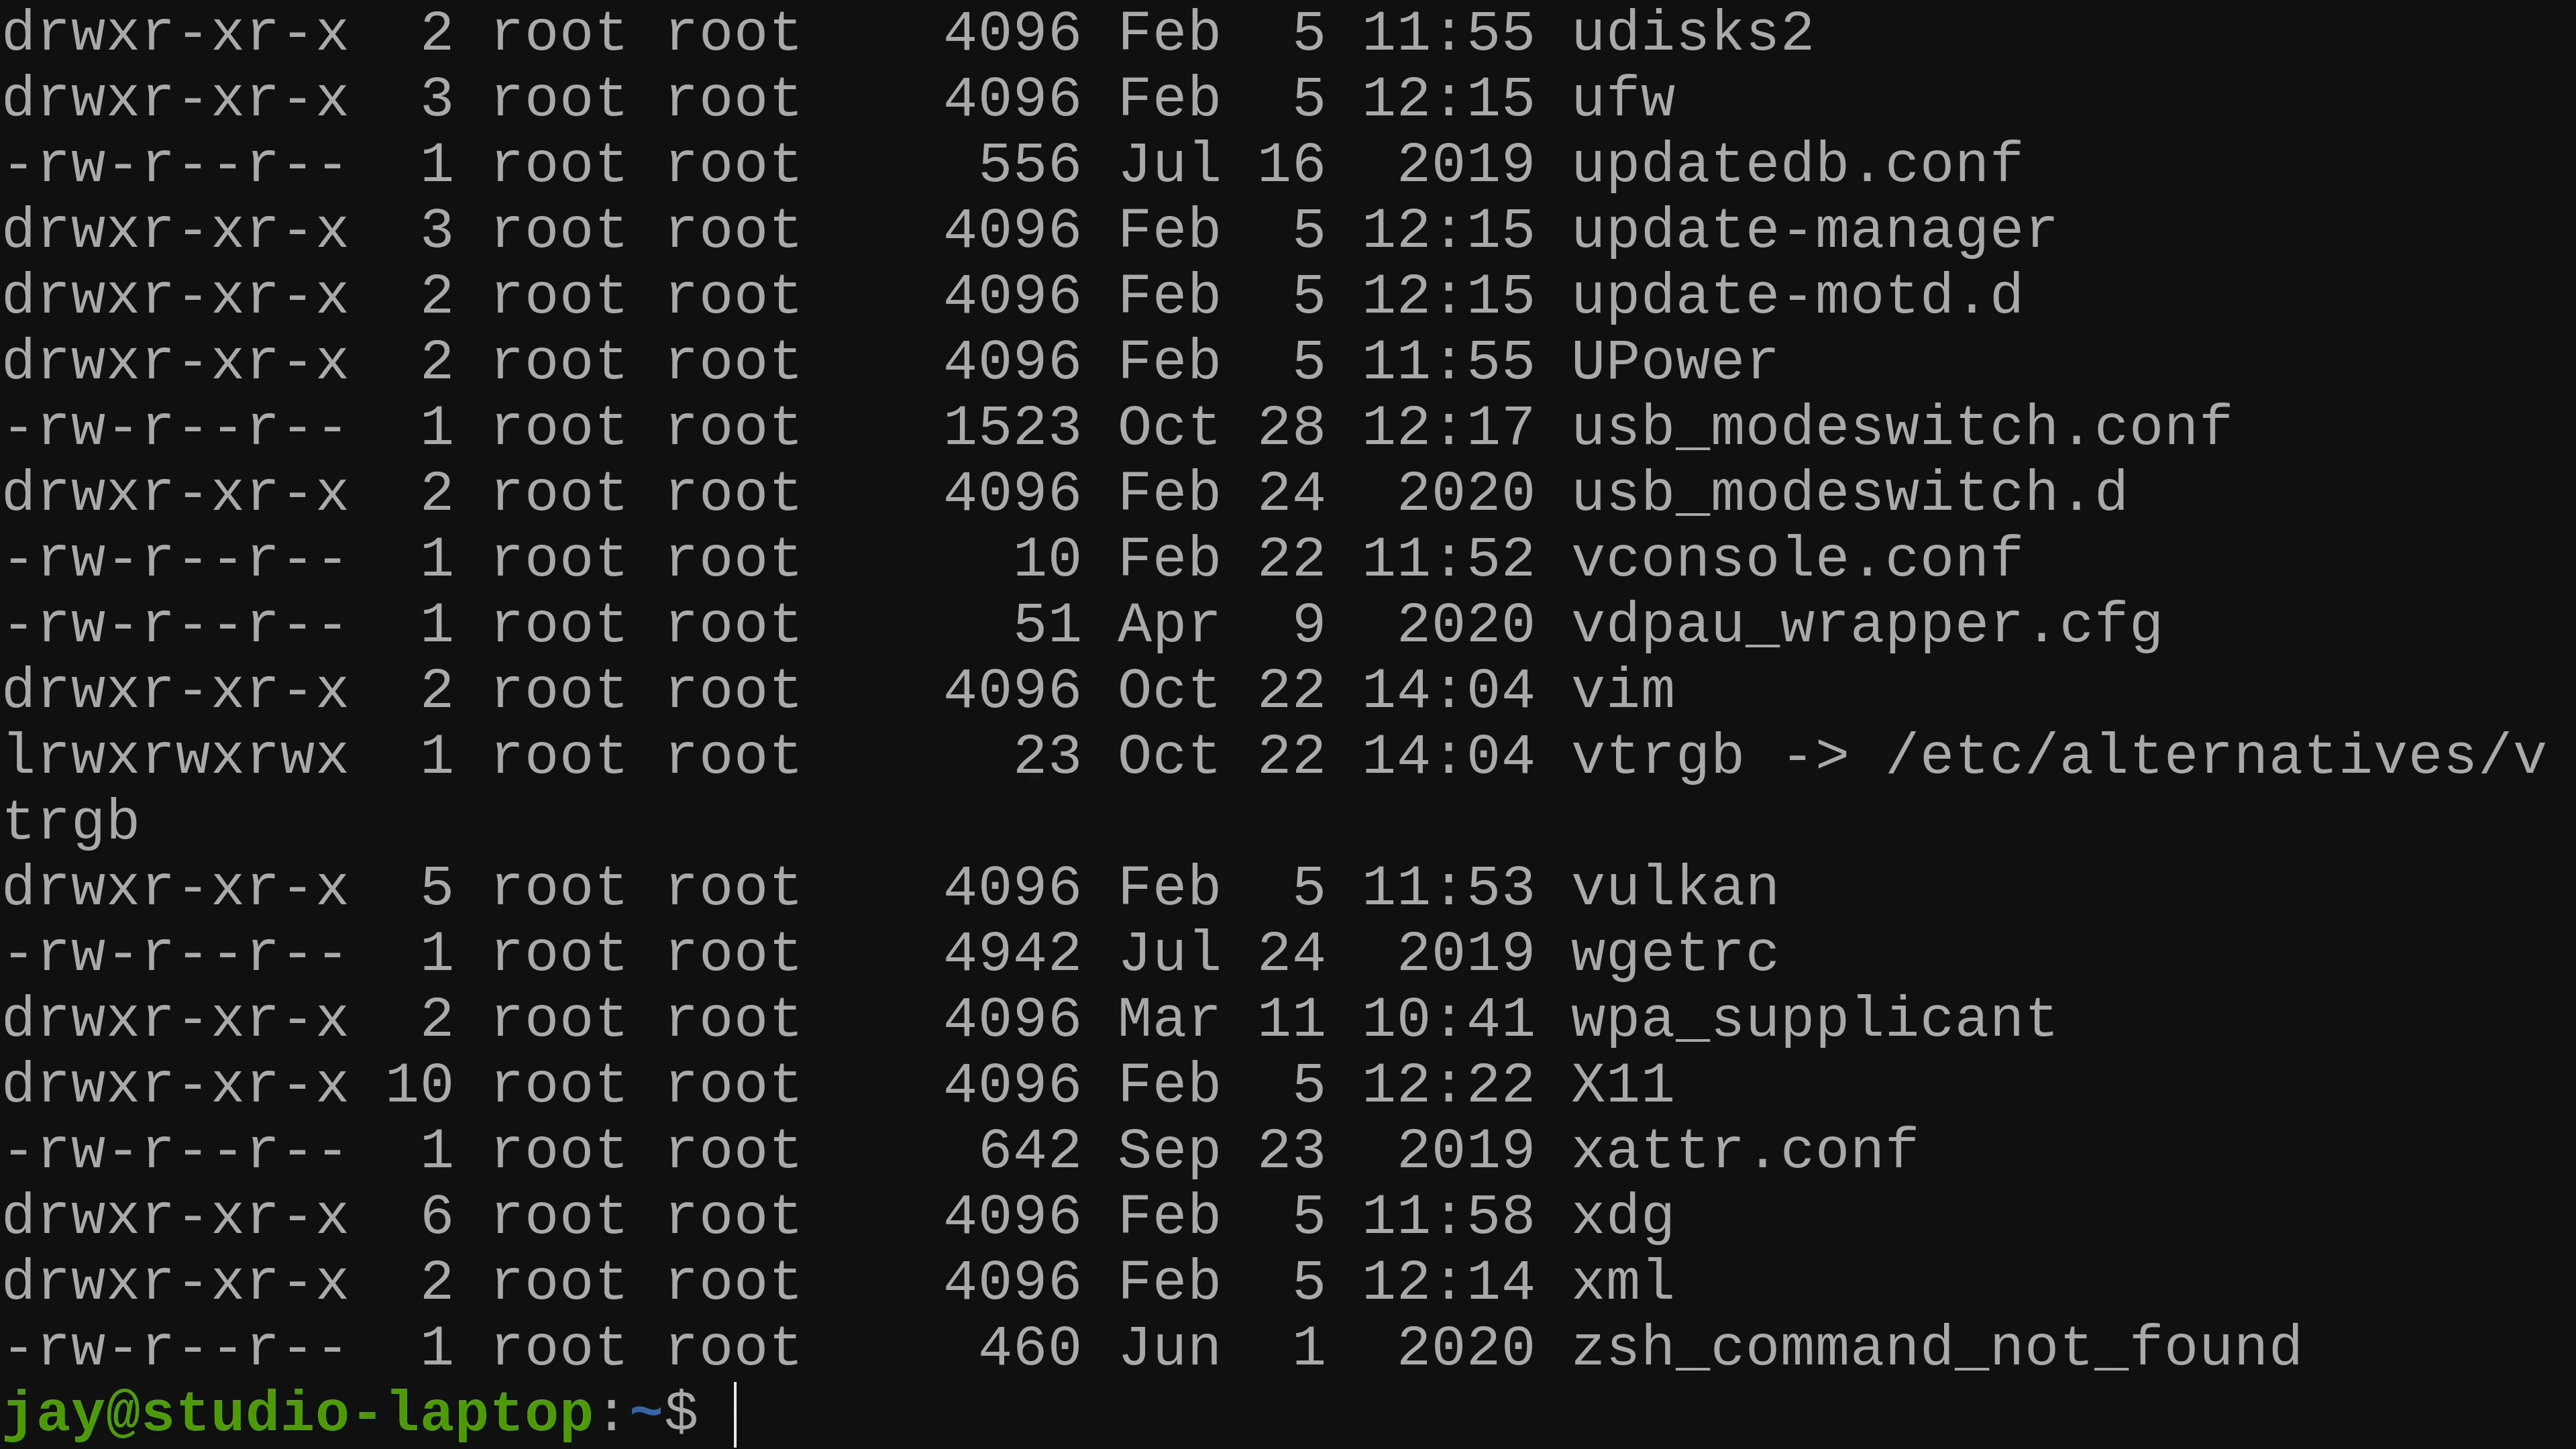 drwxr-xr-x  2 root root    4096 Feb  5 11:55 udisks2
drwxr-xr-x  3 root root    4096 Feb  5 12:15 ufw
-rw-r--r--  1 root root     556 Jul 16  2019 updatedb.conf
drwxr-xr-x  3 root root    4096 Feb  5 12:15 update-manager
drwxr-xr-x  2 root root    4096 Feb  5 12:15 update-motd.d
drwxr-xr-x  2 root root    4096 Feb  5 11:55 UPower
-rw-r--r--  1 root root    1523 Oct 28 12:17 usb_modeswitch.conf
drwxr-xr-x  2 root root    4096 Feb 24  2020 usb_modeswitch.d
-rw-r--r--  1 root root      10 Feb 22 11:52 vconsole.conf
-rw-r--r--  1 root root      51 Apr  9  2020 vdpau_wrapper.cfg
drwxr-xr-x  2 root root    4096 Oct 22 14:04 vim
lrwxrwxrwx  1 root root      23 Oct 22 14:04 vtrgb -> /etc/alternatives/v
trgb
drwxr-xr-x  5 root root    4096 Feb  5 11:53 vulkan
-rw-r--r--  1 root root    4942 Jul 24  2019 wgetrc
drwxr-xr-x  2 root root    4096 Mar 11 10:41 wpa_supplicant
drwxr-xr-x 10 root root    4096 Feb  5 12:22 X11
-rw-r--r--  1 root root     642 Sep 23  2019 xattr.conf
drwxr-xr-x  6 root root    4096 Feb  5 11:58 xdg
drwxr-xr-x  2 root root    4096 Feb  5 12:14 xml
-rw-r--r--  1 root root     460 Jun  1  2020 zsh_command_not_found
jay@studio-laptop:~$